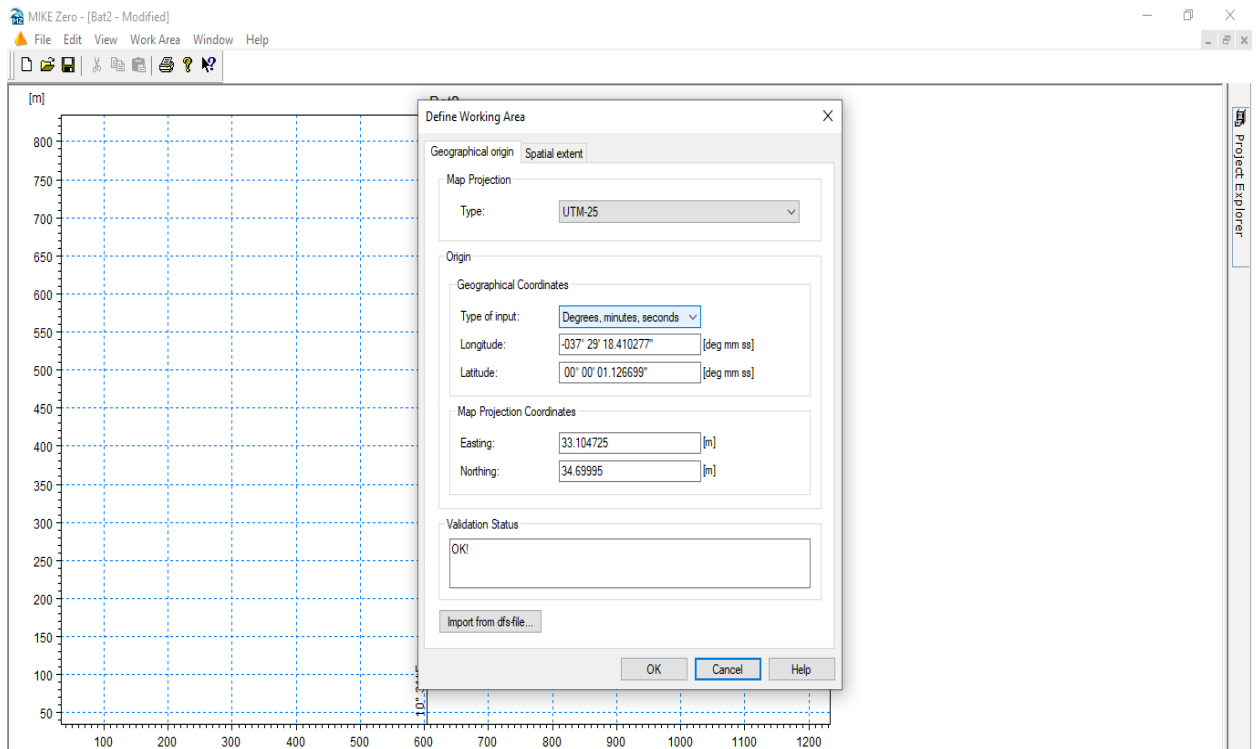 MIKE Zero - [Bat2 - Modified]
File Edit View Work Area Window Help
[m]
Define Working Area
Geographical origin Spatial extent
Map Projection
Type: UTM-25
Origin
Geographical Coordinates
Type of input: Degrees, minutes, seconds
Longitude: -037° 29' 18.410277" [deg mm ss]
Latitude: 00° 00' 01.126699" [deg mm ss]
Map Projection Coordinates
Easting: 33.104725 [m]
Northing: 34.69995 [m]
Validation Status
OK!
Import from dfs-file...
OK Cancel Help
800
750
700
650
600
550
500
450
400
350
300
250
200
150
100
50
100 200 300 400 500 600 700 800 900 1000 1100 1200
Project Explorer